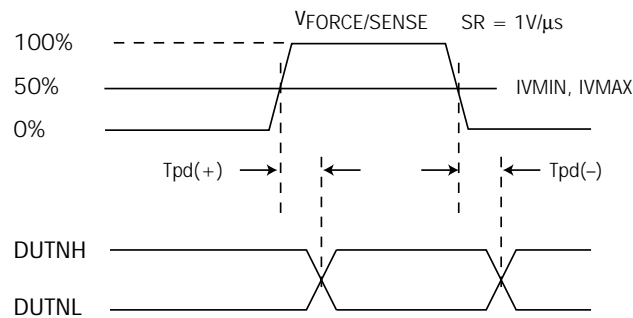 VFORCE/SENSE SR = 1V/µs
100%
50% IVMIN, IVMAX
0%
Tpd(+) Tpd(–)
DUTNH
DUTNL